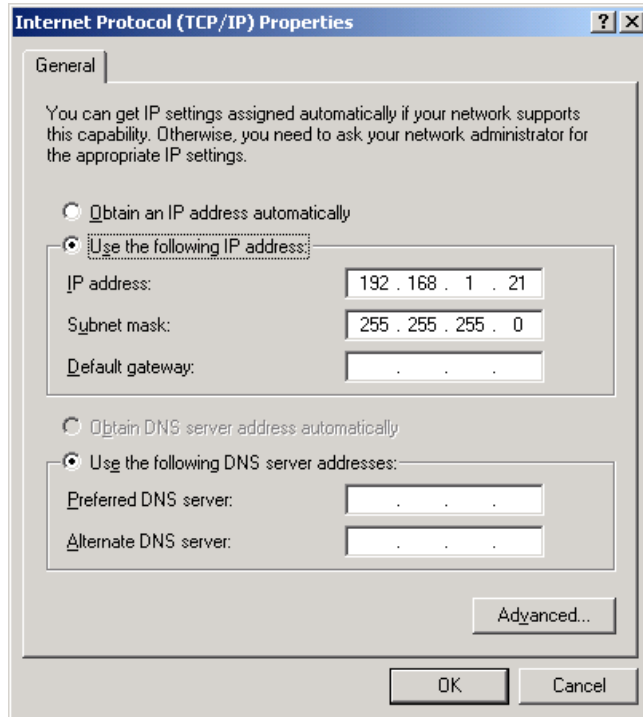 Internet Protocol (TCP/IP) Properties
General
You can get IP settings assigned automatically if your network supports
this capability. Otherwise, you need to ask your network administrator for
the appropriate IP settings.
Obtain an IP address automatically
Use the following IP address:
IP address: 192 . 168 . 1 . 21
Subnet mask: 255 . 255 . 255 . 0
Default gateway: . . .
Obtain DNS server address automatically
Use the following DNS server addresses:
Preferred DNS server: . . .
Alternate DNS server: . . .
Advanced...
OK Cancel